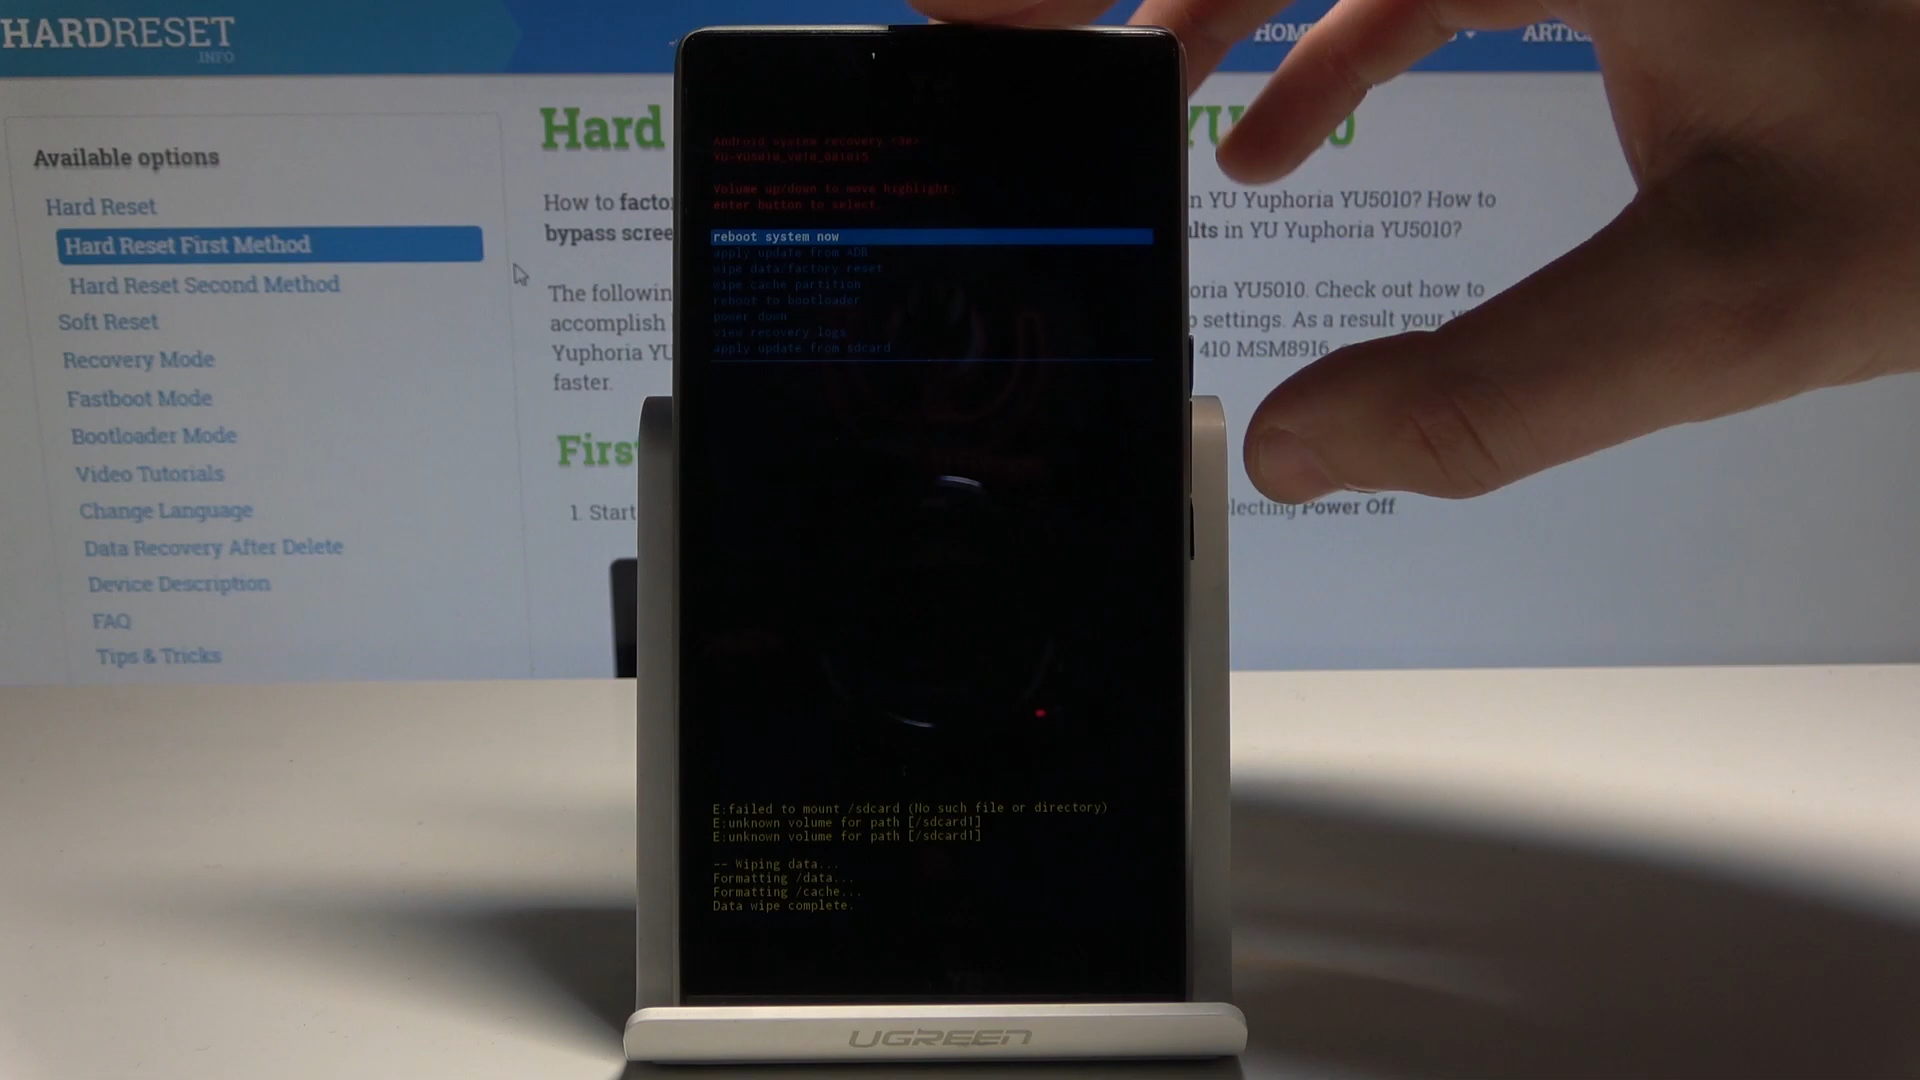 HARDRESET
.INFO
HOM
ARTIC
Available options
Hard Reset
Hard Reset First Method
Hard Reset Second Method
Soft Reset
Recovery Mode
Fastboot Mode
Bootloader Mode
Video Tutorials
Change Language
Data Recovery After Delete
Device Description
FAQ
Tips & Tricks
Hard
How to facto
bypass scree
The followin
accomplish
Yuphoria YU
faster.
Firs
1. Start
Android system recovery <3e>
Volume up/down to move highlight;
enter button to select.
reboot system now
apply update from ADB
wipe data/factory reset
wipe cache partition
reboot to bootloader
power down
view recovery logs
apply update from sdcard
E:failed to mount /sdcard (No such file or directory)
E:unknown volume for path [/sdcard1]
E:unknown volume for path [/sdcard1]
-- Wiping data...
Formatting /data...
Formatting /cache...
Data wipe complete.
YU 0
n YU Yuphoria YU5010? How to
ults in YU Yuphoria YU5010?
oria YU5010. Check out how to
settings. As a result your
410 MSM8916
lecting Power Off
UGREEN